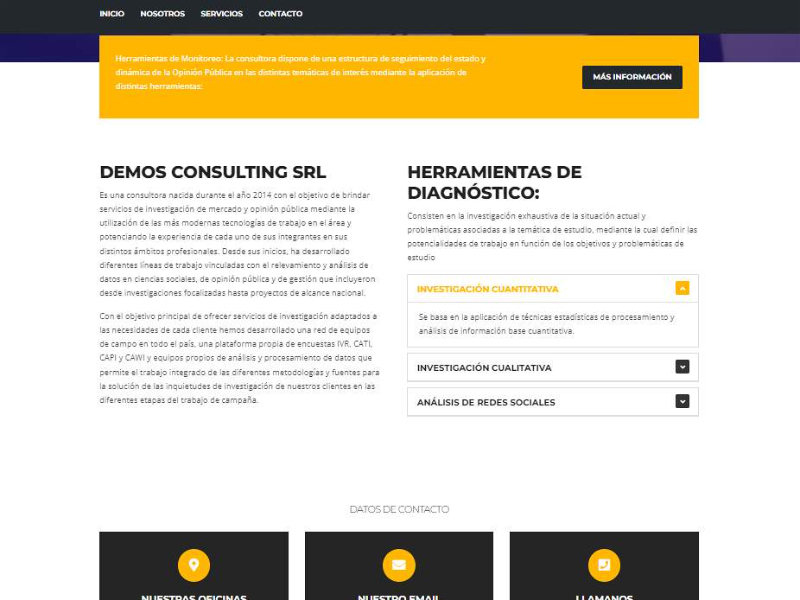 INICIO NOSOTROS SERVICIOS CONTACTO
Herramientas de Monitoreo: La consultora dispone de una estructura de seguimiento del estado y
dinámica de la Opinión Pública en las distintas temáticas de interés mediante la aplicación de
distintas herramientas:
MÁS INFORMACIÓN
DEMOS CONSULTING SRL
Es una consultora nacida durante el año 2014 con el objetivo de brindar
servicios de investigación de mercado y opinión pública mediante la
utilización de las más modernas tecnologías de trabajo en el área y
potenciando la experiencia de cada uno de sus integrantes en sus
distintos ámbitos profesionales. Desde sus inicios, ha desarrollado
diferentes líneas de trabajo vinculadas con el relevamiento y análisis de
datos en ciencias sociales, de opinión pública y de gestión que incluyeron
desde investigaciones focalizadas hasta proyectos de alcance nacional.
Con el objetivo principal de ofrecer servicios de investigación adaptados a
las necesidades de cada cliente hemos desarrollado una red de equipos
de campo en todo el país, una plataforma propia de encuestas IVR, CATI,
CAPI y CAWI y equipos propios de análisis y procesamiento de datos que
permite el trabajo integrado de las diferentes metodologías y fuentes para
la solución de las inquietudes de investigación de nuestros clientes en las
diferentes etapas del trabajo de campaña.
HERRAMIENTAS DE
DIAGNÓSTICO:
Consisten en la investigación exhaustiva de la situación actual y
problemáticas asociadas a la temática de estudio, mediante la cual definir las
potencialidades de trabajo en función de los objetivos y problemáticas de
estudio
INVESTIGACIÓN CUANTITATIVA
Se basa en la aplicación de técnicas estadísticas de procesamiento y
análisis de información base cuantitativa.
INVESTIGACIÓN CUALITATIVA
ANÁLISIS DE REDES SOCIALES
DATOS DE CONTACTO
NUESTRAS OFICINAS
NUESTRO EMAIL
LLAMANOS